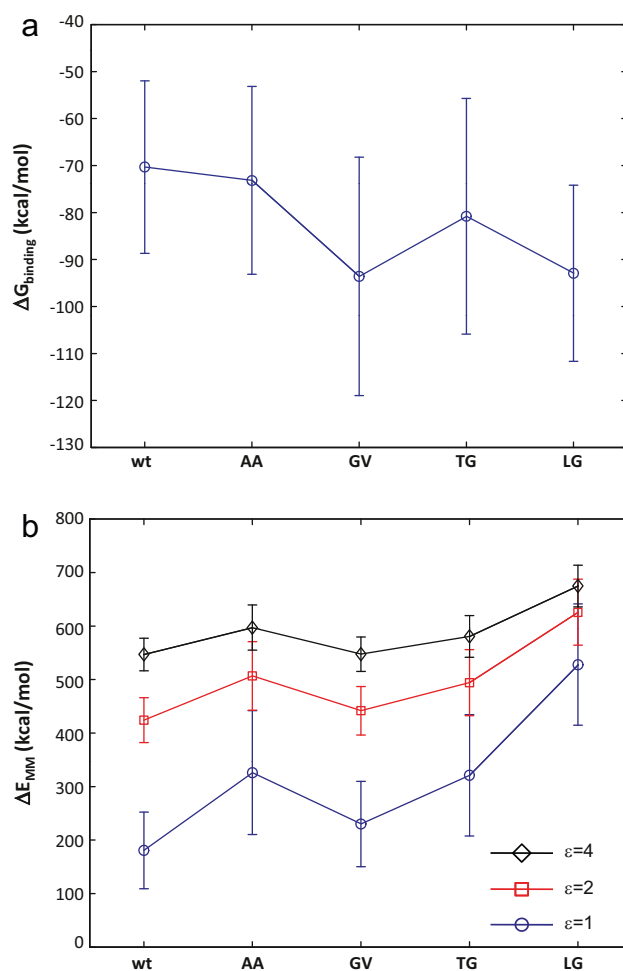 a
-40
-50
-60
-70
-80
-90
-100
-110
-120
-130
ΔGbinding (kcal/mol)
wt AA GV TG LG
b
800
700
600
500
400
300
200
100
0
ΔEMM (kcal/mol)
ε=4
ε=2
ε=1
wt AA GV TG LG